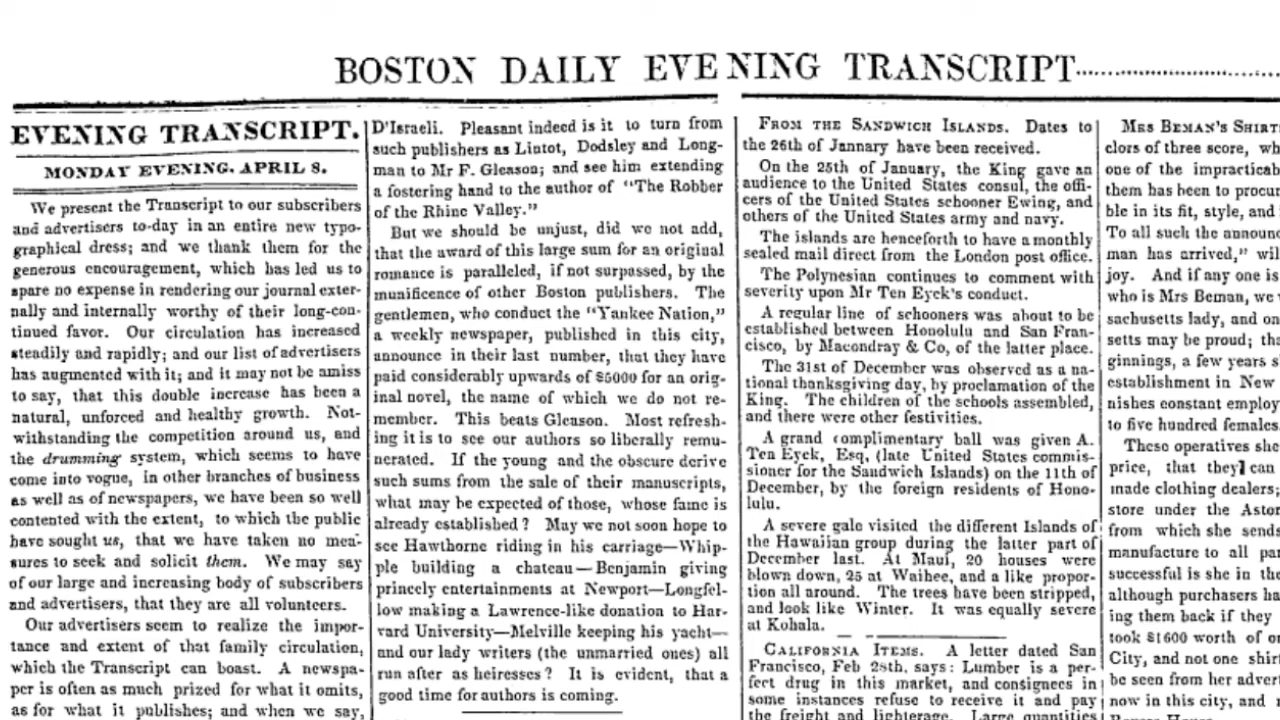 BOSTON DAILY EVENING TRANSCRIPT
EVENING TRANSCRIPT.
MONDAY EVENING, APRIL 8.
We present the Transcript to our subscribers
and advertisers to-day in an entire new typo-
graphical dress; and we thank them for the
generous encouragement, which has led us to
spare no expense in rendering our journal exter-
nally and internally worthy of their long-con-
tinued favor. Our circulation has increased
steadily and rapidly; and our list of advertisers
has augmented with it; and it may not be amiss
to say, that this double increase has been a
natural, unforced and healthy growth. Not-
withstanding the competition around us, and
the drumming system, which seems to have
come into vogue, in other branches of business
as well as of newspapers, we have been so well
contented with the extent, to which the public
have sought us, that we have taken no mea-
sures to seek and solicit them. We may say
of our large and increasing body of subscribers
and advertisers, that they are all volunteers.
Our advertisers seem to realize the impor-
tance and extent of that family circulation,
which the Transcript can boast. A newspa-
per is often as much prized for what it omits,
as for what it publishes; and when we say,
D'Israeli. Pleasant indeed is it to turn from
such publishers as Lintot, Dodsley and Long-
man to Mr F. Gleason; and see him extending
a fostering hand to the author of "The Robber
of the Rhine Valley."
But we should be unjust, did we not add,
that the award of this large sum for an original
romance is paralleled, if not surpassed, by the
munificence of other Boston publishers. The
gentlemen, who conduct the "Yankee Nation,"
a weekly newspaper, published in this city,
announce in their last number, that they have
paid considerably upwards of $5000 for an orig-
inal novel, the name of which we do not re-
member. This beats Gleason. Most refresh-
ing it is to see our authors so liberally remu-
nerated. If the young and the obscure derive
such sums from the sale of their manuscripts,
what may be expected of those, whose fame is
already established? May we not soon hope to
see Hawthorne riding in his carriage—Whip-
ple building a chateau—Benjamin giving
princely entertainments at Newport—Longfel-
low making a Lawrence-like donation to Har-
vard University—Melville keeping his yacht—
and our lady writers (the unmarried ones) all
run after as heiresses? It is evident, that a
good time for authors is coming.
FROM THE SANDWICH ISLANDS. Dates to
the 26th of Jannary have been received.
On the 25th of January, the King gave an
audience to the United States consul, the offi-
cers of the United States schooner Ewing, and
others of the United States army and navy.
The islands are henceforth to have a monthly
sealed mail direct from the London post office.
The Polynesian continues to comment with
severity upon Mr Ten Eyck's conduct.
A regular line of schooners was about to be
established between Honolulu and San Fran-
cisco, by Macondray & Co, of the latter place.
The 31st of December was observed as a na-
tional thanksgiving day, by proclamation of the
King. The children of the schools assembled,
and there were other festivities.
A grand complimentary ball was given A.
Ten Eyck, Esq, (late United States commis-
sioner for the Sandwich Islands) on the 11th of
December, by the foreign residents of Hono-
lulu.
A severe gale visited the different Islands of
the Hawaiian group during the latter part of
December last. At Maui, 20 houses were
blown down, 25 at Waihee, and a like propor-
tion all around. The trees have been stripped,
and look like Winter. It was equally severe
at Kohala.
CALIFORNIA ITEMS. A letter dated San
Francisco, Feb 28th, says: Lumber is a per-
fect drug in this market, and consignees in
some instances refuse to receive it and pay
the freight and lighterage. Large quantities
MRS BEMAN'S SHIRT
clors of three score, wh
one of the impracticab
them has been to procur
ble in its fit, style, and
To all such the announc
man has arrived," wil
joy. And if any one is
who is Mrs Beman, we
sachusetts lady, and on
setts may be proud; tha
ginnings, a few years s
establishment in New
nishes constant employ
to five hundred females.
These operatives she
price, that they can
made clothing dealers;
store under the Astor
from which she sends
manufacture to all par
successful is she in the
although purchasers ha
ing them back if they
took $1600 worth of or
City, and not one shirt
be seen from her advert
now in this city, and